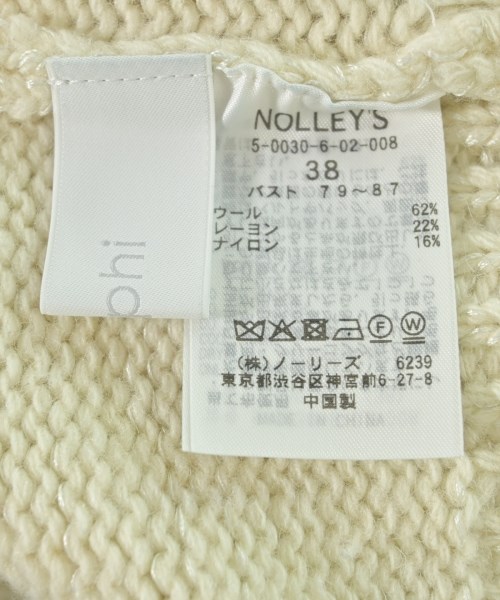 NOLLEY'S
5-0030-6-02-008
38
バスト 79～87
ウール 62%
レーヨン 22%
ナイロン 16%
F W
(株)ノーリーズ 6239
東京都渋谷区神宮前6-27-8
中国製
phi